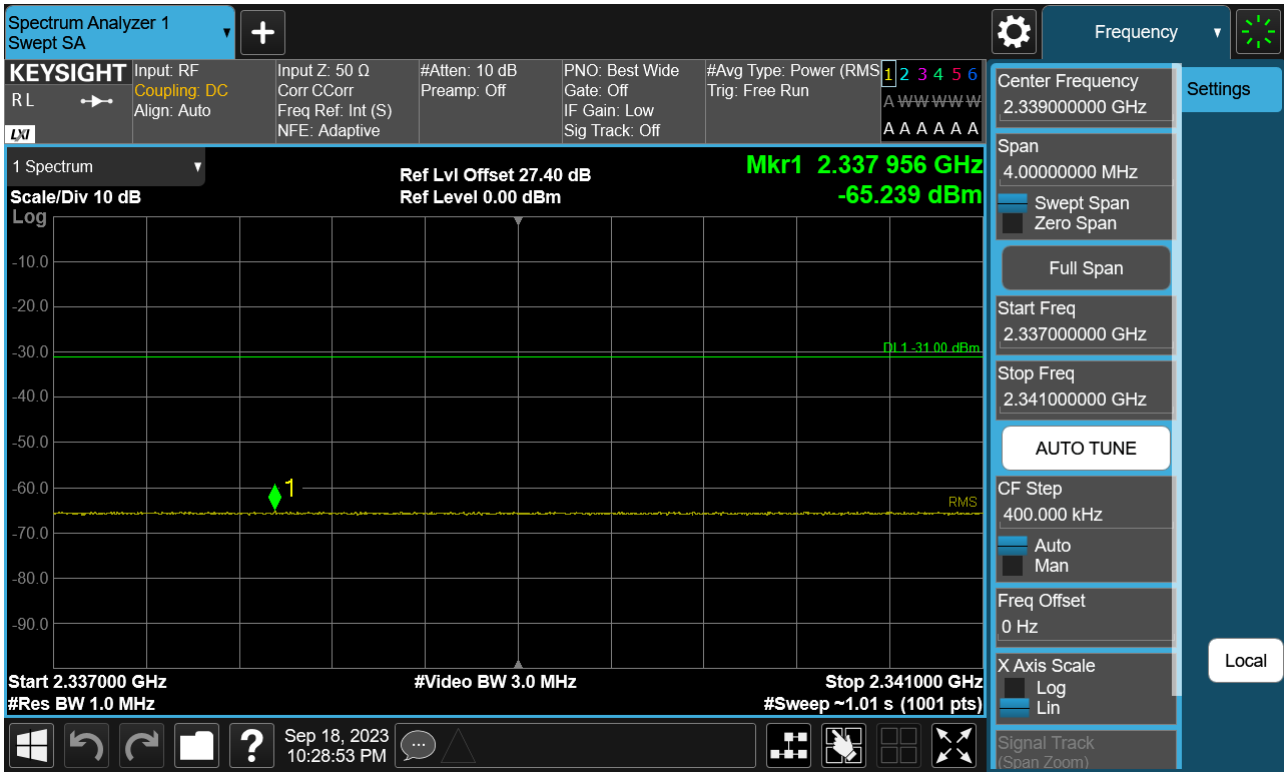 Spectrum Analyzer 1
Swept SA
Frequency
KEYSIGHT
R L
LXI
Input: RF
Coupling: DC
Align: Auto
Input Z: 50 Ω
Corr CCorr
Freq Ref: Int (S)
NFE: Adaptive
#Atten: 10 dB
Preamp: Off
PNO: Best Wide
Gate: Off
IF Gain: Low
Sig Track: Off
#Avg Type: Power (RMS
Trig: Free Run
1 2 3 4 5 6
A W W W W W
A A A A A A
1 Spectrum
Scale/Div 10 dB
Log
Ref Lvl Offset 27.40 dB
Ref Level 0.00 dBm
Mkr1 2.337 956 GHz
-65.239 dBm
-10.0
-20.0
-30.0
DL1 -31.00 dBm
-40.0
-50.0
-60.0
1
RMS
-70.0
-80.0
-90.0
Start 2.337000 GHz
#Video BW 3.0 MHz
Stop 2.341000 GHz
#Res BW 1.0 MHz
#Sweep ~1.01 s (1001 pts)
Center Frequency
2.339000000 GHz
Span
4.00000000 MHz
Swept Span
Zero Span
Full Span
Start Freq
2.337000000 GHz
Stop Freq
2.341000000 GHz
AUTO TUNE
CF Step
400.000 kHz
Auto
Man
Freq Offset
0 Hz
X Axis Scale
Log
Lin
Signal Track
(Span Zoom)
Settings
Local
?
Sep 18, 2023
10:28:53 PM